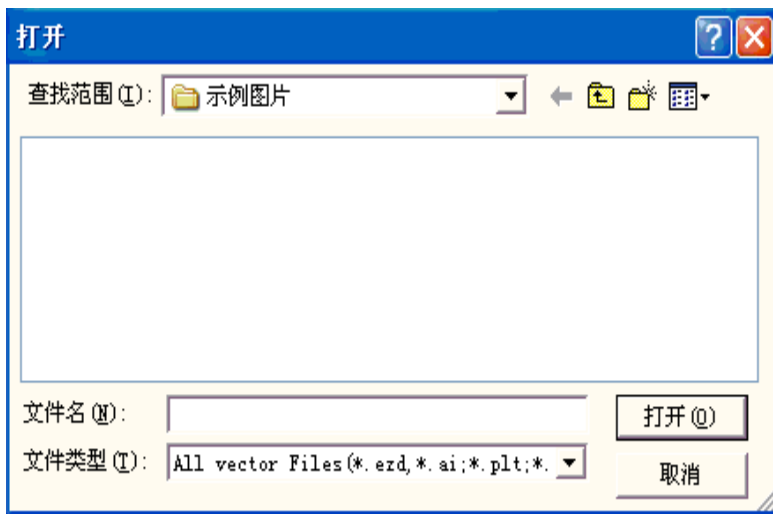 打开
查找范围(I): 示例图片
文件名(N): 打开(O)
文件类型(T): All vector Files(*.ezd,*.ai;*.plt;*. 取消